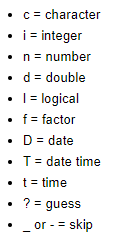 • c = character
• i = integer
• n = number
• d = double
• l = logical
• f = factor
• D = date
• T = date time
• t = time
• ? = guess
• _ or - = skip